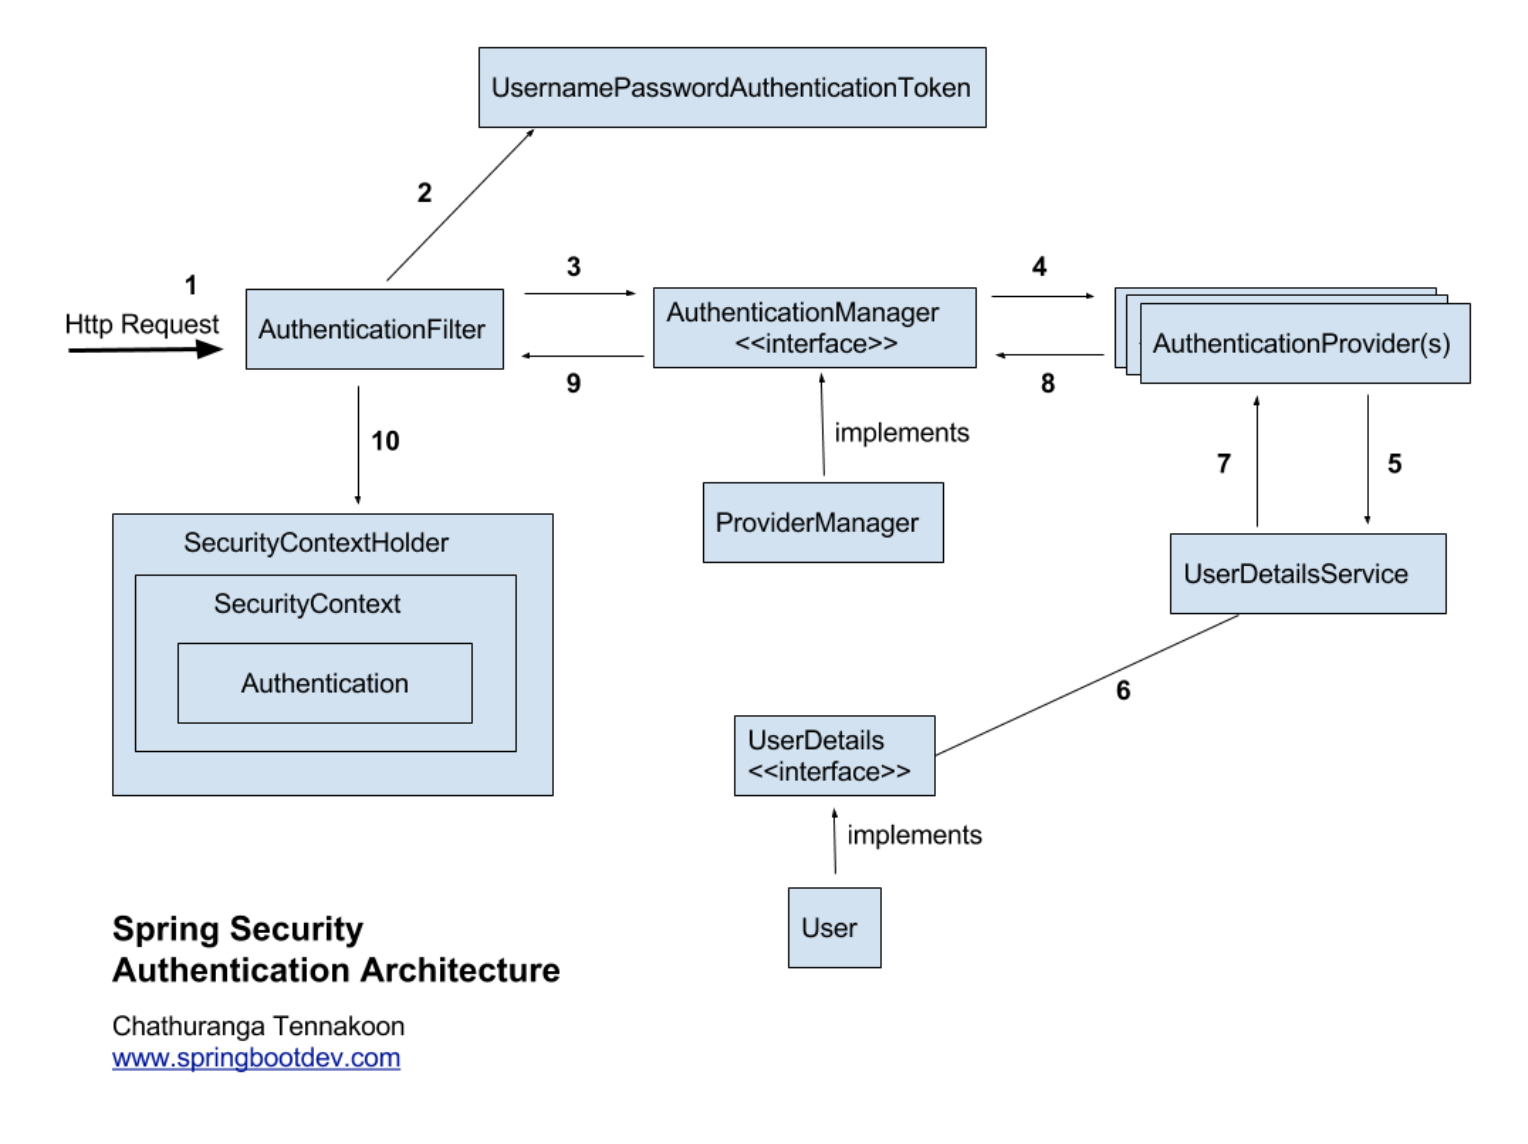 UsernamePasswordAuthenticationToken
2
1
3
4
Http Request
AuthenticationFilter
AuthenticationManager
<<interface>>
AuthenticationProvider(s)
9
8
10
implements
7
5
ProviderManager
SecurityContextHolder
SecurityContext
Authentication
UserDetailsService
6
UserDetails
<<interface>>
implements
User
Spring Security
Authentication Architecture
Chathuranga Tennakoon
www.springbootdev.com